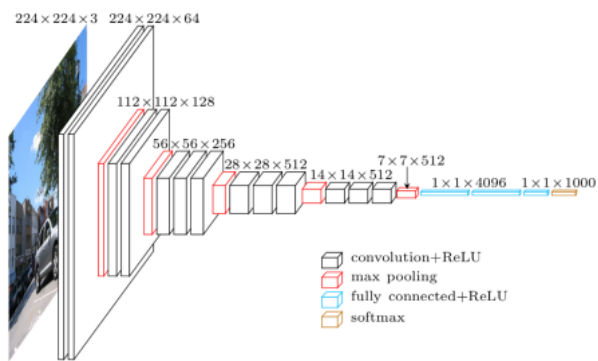 224×224×3 224×224×64
112×112×128
56×56×256
28×28×512
14×14×512
7×7×512
1×1×4096 1×1×1000
convolution+ReLU
max pooling
fully connected+ReLU
softmax